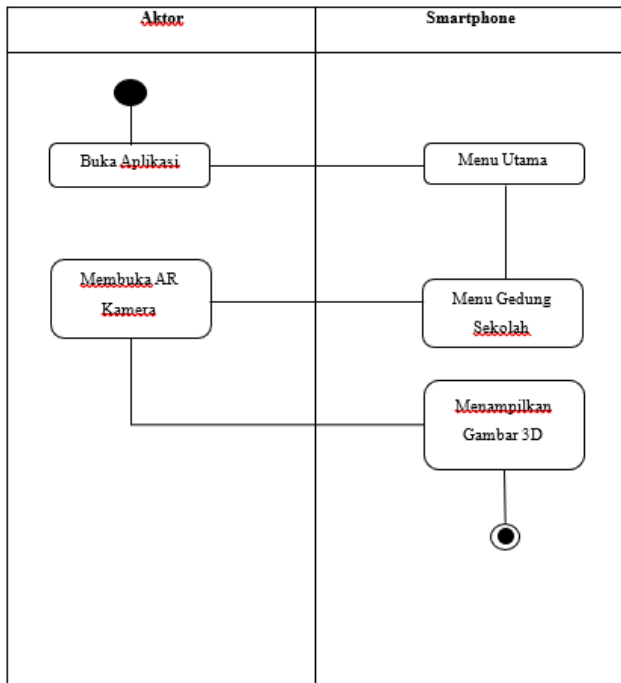 Aktor
Smartphone
Buka Aplikasi
Menu Utama
Membuka AR
Kamera
Menu Gedung
Sekolah
Menampilkan
Gambar 3D